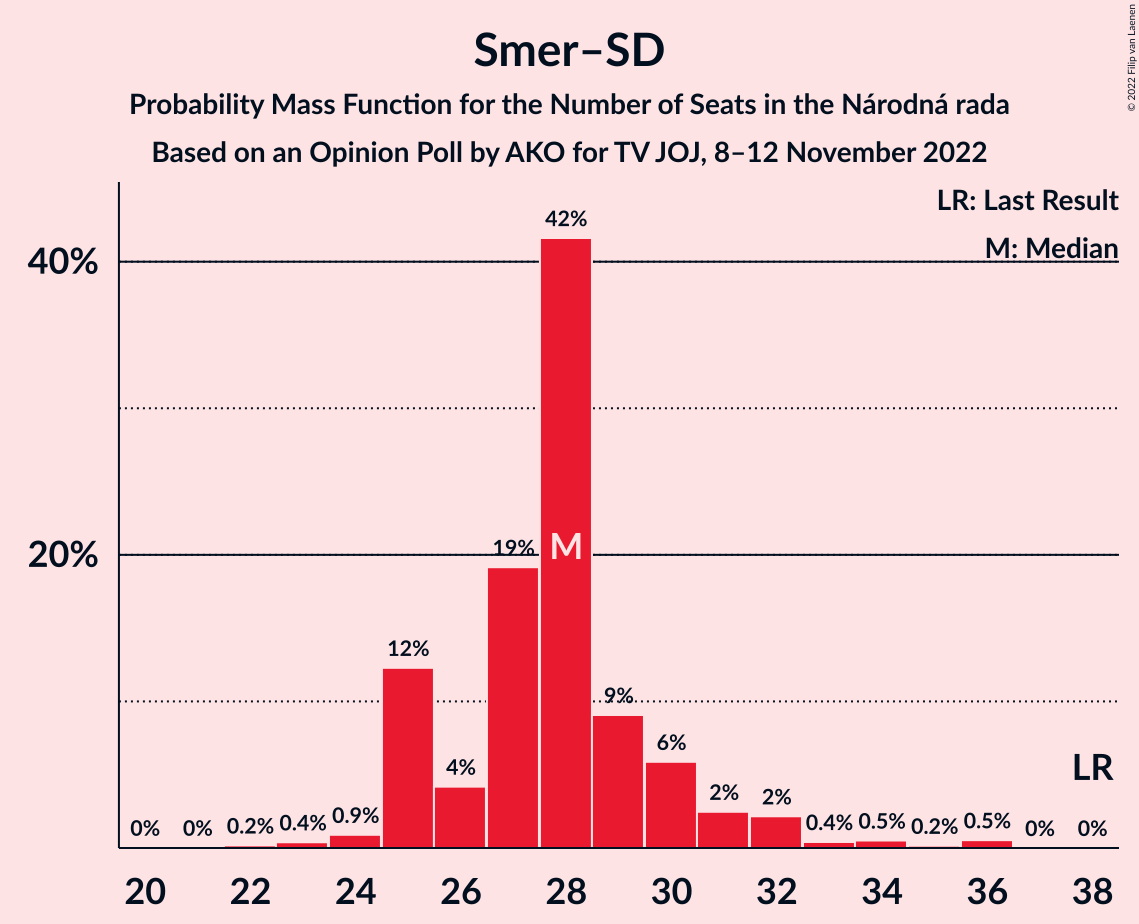 Smer–SD
Probability Mass Function for the Number of Seats in the Národná rada
Based on an Opinion Poll by AKO for TV JOJ, 8–12 November 2022
© 2022 Filip van Laenen
LR: Last Result
M: Median
40%
20%
0%
0%
0.2%
0.4%
0.9%
12%
4%
19%
42%
M
9%
6%
2%
2%
0.4%
0.5%
0.2%
0.5%
0%
0%
LR
20 22 24 26 28 30 32 34 36 38